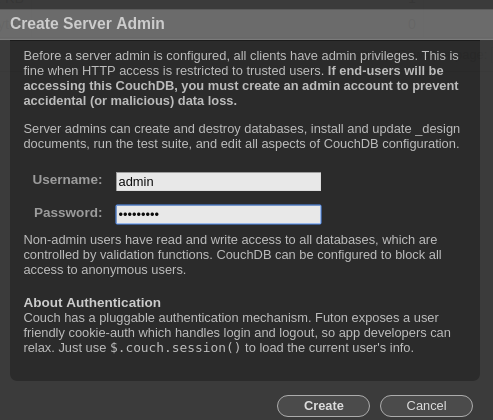 Create Server Admin
Before a server admin is configured, all clients have admin privileges. This is
fine when HTTP access is restricted to trusted users. If end-users will be
accessing this CouchDB, you must create an admin account to prevent
accidental (or malicious) data loss.
Server admins can create and destroy databases, install and update _design
documents, run the test suite, and edit all aspects of CouchDB configuration.
Username: admin
Password: •••••••••
Non-admin users have read and write access to all databases, which are
controlled by validation functions. CouchDB can be configured to block all
access to anonymous users.
About Authentication
Couch has a pluggable authentication mechanism. Futon exposes a user
friendly cookie-auth which handles login and logout, so app developers can
relax. Just use $.couch.session() to load the current user's info.
Create Cancel